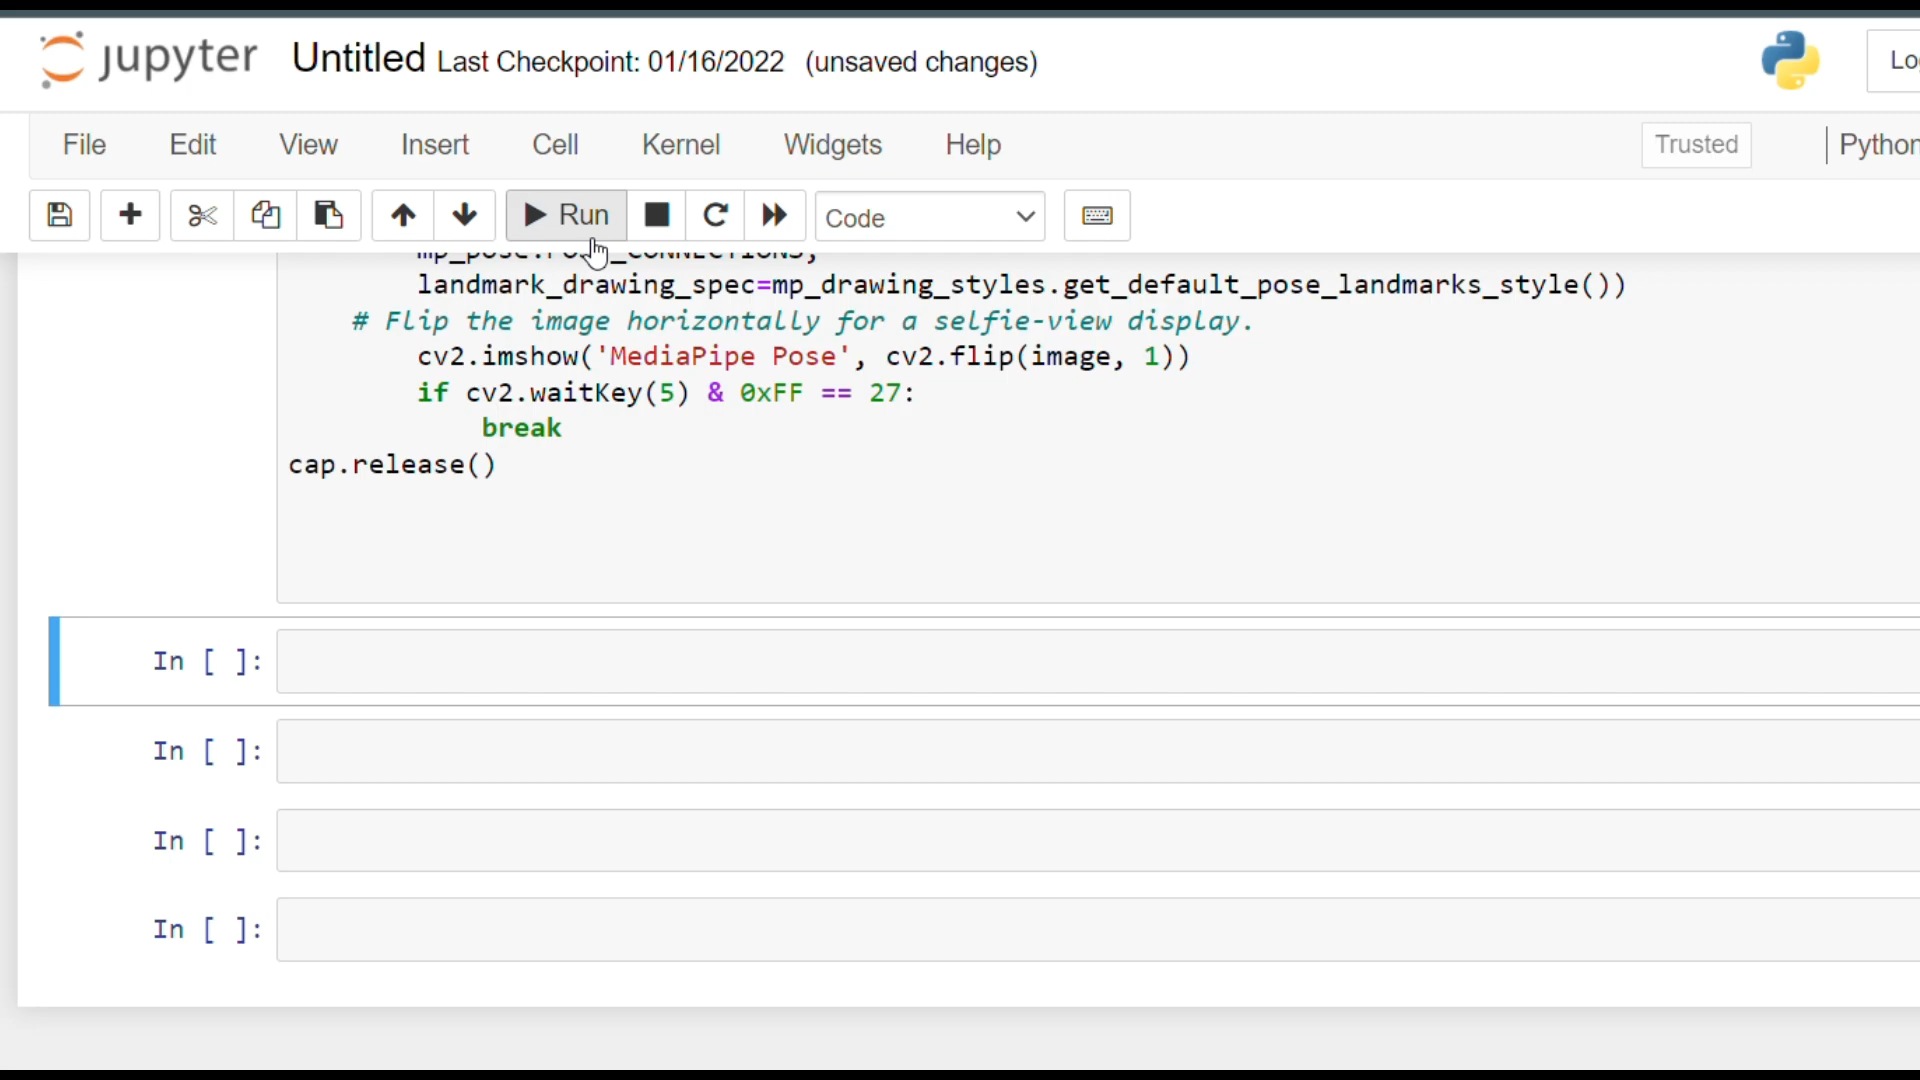 jupyter Untitled Last Checkpoint: 01/16/2022 (unsaved changes)
File Edit View Insert Cell Kernel Widgets Help Trusted Python
Run Code
landmark_drawing_spec=mp_drawing_styles.get_default_pose_landmarks_style())
# Flip the image horizontally for a selfie-view display.
cv2.imshow('MediaPipe Pose', cv2.flip(image, 1))
if cv2.waitKey(5) & 0xFF == 27:
break
cap.release()
In [ ]:
In [ ]:
In [ ]:
In [ ]: